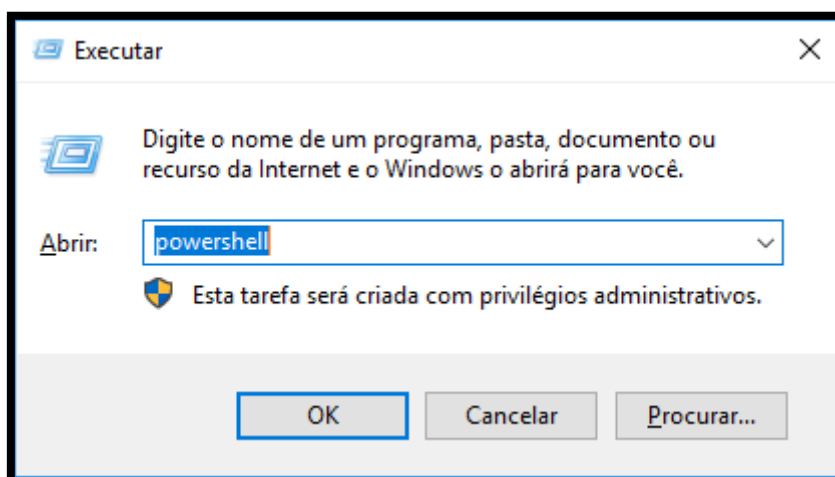 Executar
Digite o nome de um programa, pasta, documento ou
recurso da Internet e o Windows o abrirá para você.
Abrir:
powershell
Esta tarefa será criada com privilégios administrativos.
OK
Cancelar
Procurar...